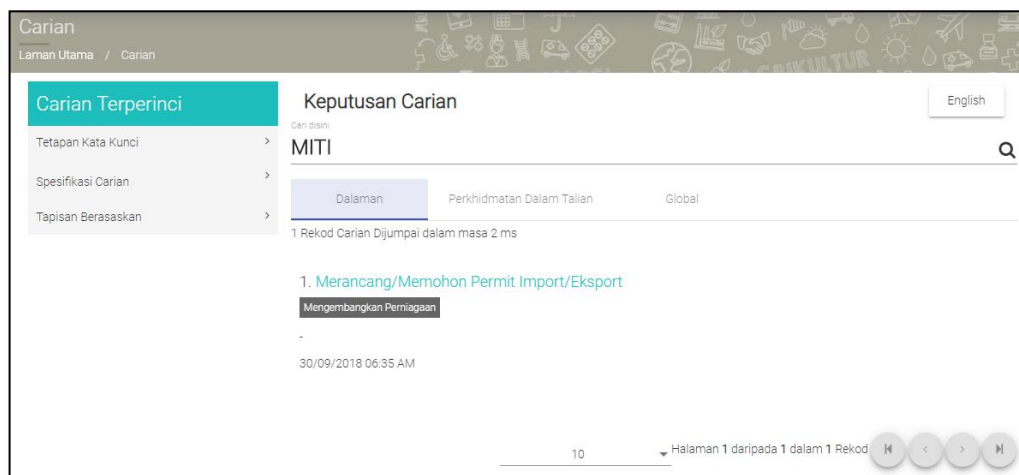 Carian
Laman Utama / Carian
AGRIKULTUR
Carian Terperinci
Tetapan Kata Kunci
Spesifikasi Carian
Tapisan Berasaskan
Keputusan Carian
English
Cari disini
MITI
Dalaman Perkhidmatan Dalam Talian Global
1 Rekod Carian Dijumpai dalam masa 2 ms
1. Merancang/Memohon Permit Import/Eksport
Mengembangkan Perniagaan
-
30/09/2018 06:35 AM
10 Halaman 1 daripada 1 dalam 1 Rekod